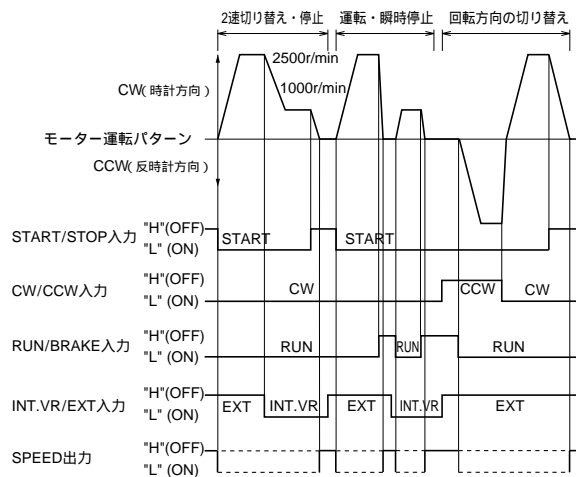 2速切り替え・停止 運転・瞬時停止 回転方向の切り替え
2500r/min
CW(時計方向)
1000r/min
モーター運転パターン
CCW(反時計方向)
START/STOP入力 "H"(OFF) "L" (ON) START START
CW/CCW入力 "H"(OFF) "L" (ON) CW CCW CW
RUN/BRAKE入力 "H"(OFF) "L" (ON) RUN RUN RUN
INT.VR/EXT入力 "H"(OFF) "L" (ON) EXT INT.VR EXT INT.VR EXT
SPEED出力 "H"(OFF) "L" (ON)